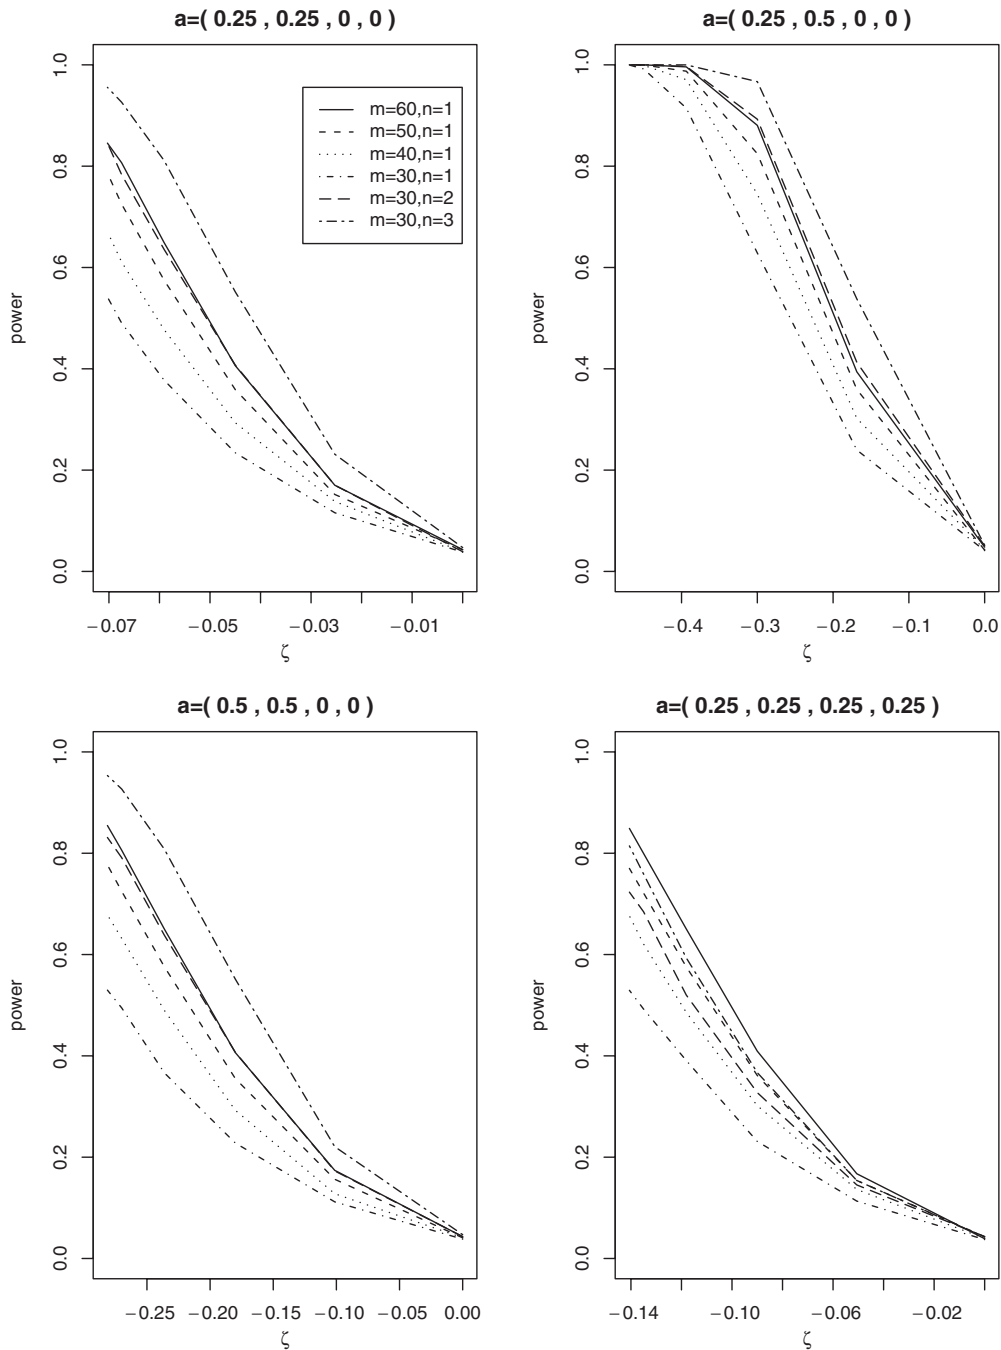 a=( 0.25 , 0.25 , 0 , 0 )
1.0
0.8
0.6
0.4
0.2
0.0
power
m=60,n=1
m=50,n=1
m=40,n=1
m=30,n=1
m=30,n=2
m=30,n=3
−0.07 −0.05 −0.03 −0.01
ζ
a=( 0.25 , 0.5 , 0 , 0 )
1.0
0.8
0.6
0.4
0.2
0.0
power
−0.4 −0.3 −0.2 −0.1 0.0
ζ
a=( 0.5 , 0.5 , 0 , 0 )
1.0
0.8
0.6
0.4
0.2
0.0
power
−0.25 −0.20 −0.15 −0.10 −0.05 0.00
ζ
a=( 0.25 , 0.25 , 0.25 , 0.25 )
1.0
0.8
0.6
0.4
0.2
0.0
power
−0.14 −0.10 −0.06 −0.02
ζ